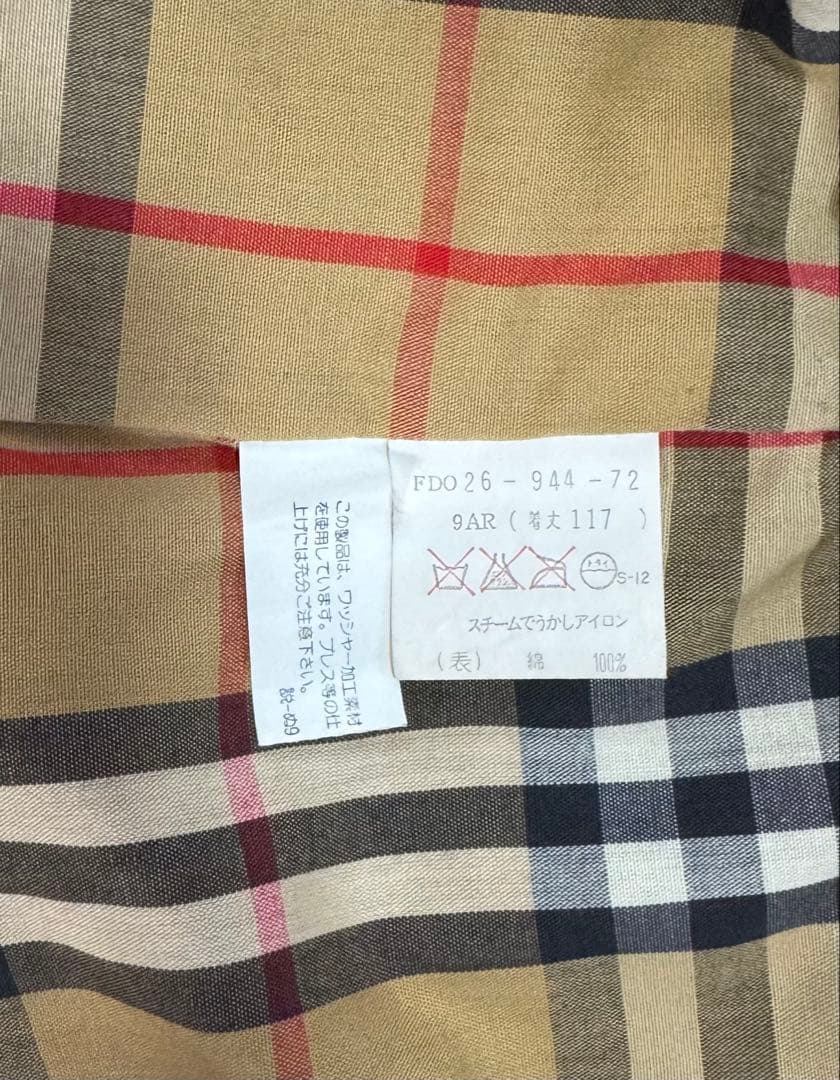 FDO26-944-72
9AR(着丈117)
ドライ
S-12
スチームでうかしアイロン
(表) 綿 100%
この製品は、ワッシャー加工素材
を使用しています。プレス等の仕
上げには充分ご注意下さい。